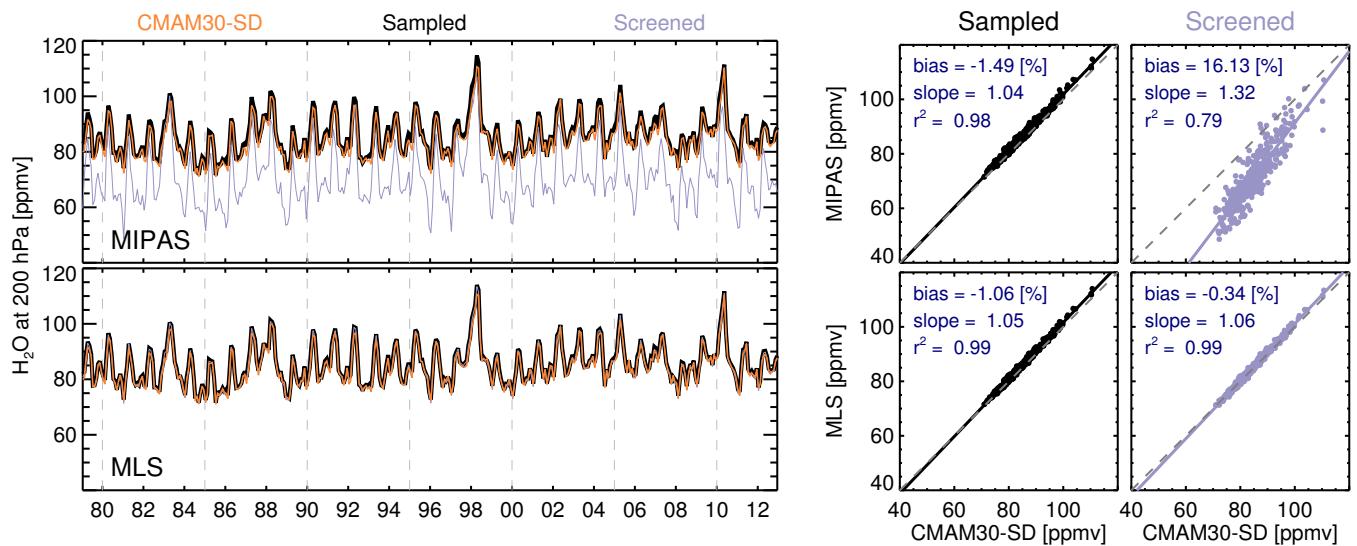 CMAM30-SD Sampled Screened
120
100
80
60
MIPAS
120
100
80
60
MLS
H₂O at 200 hPa [ppmv]
80 82 84 86 88 90 92 94 96 98 00 02 04 06 08 10 12
Sampled Screened
bias = -1.49 [%]
slope = 1.04
r² = 0.98
bias = 16.13 [%]
slope = 1.32
r² = 0.79
MIPAS [ppmv]
100
80
60
40
bias = -1.06 [%]
slope = 1.05
r² = 0.99
bias = -0.34 [%]
slope = 1.06
r² = 0.99
MLS [ppmv]
100
80
60
40
40 60 80 100 40 60 80 100
CMAM30-SD [ppmv] CMAM30-SD [ppmv]